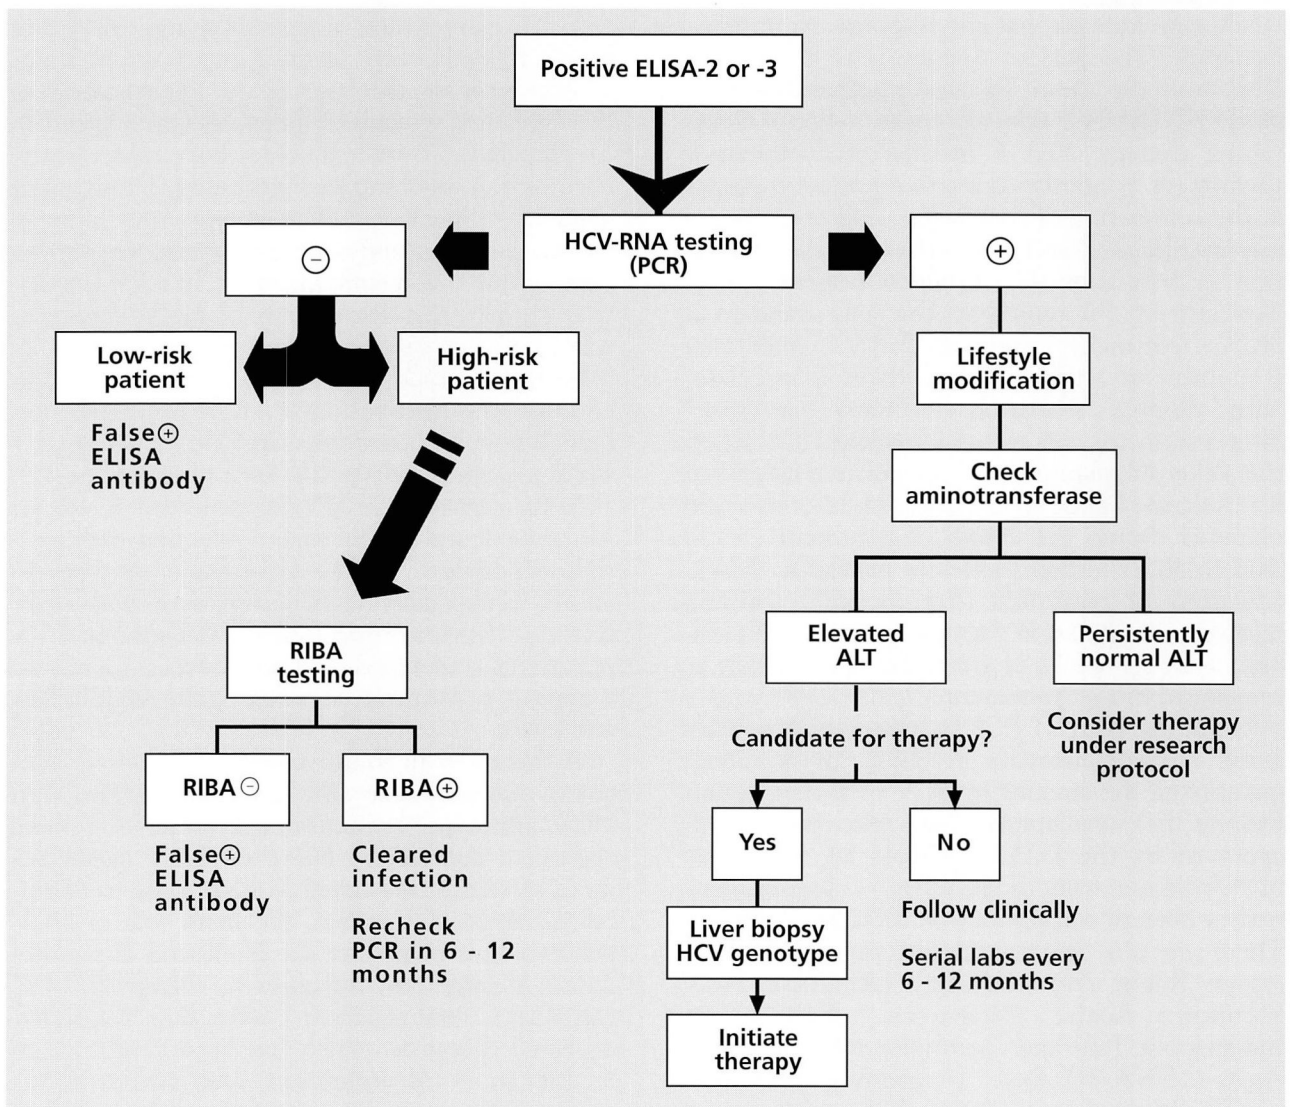 Positive ELISA-2 or -3
HCV-RNA testing
(PCR)
⊖
⊕
Low-risk
patient
High-risk
patient
False⊕
ELISA
antibody
Lifestyle
modification
Check
aminotransferase
RIBA
testing
RIBA ⊖
RIBA⊕
False⊕
ELISA
antibody
Cleared
infection
Recheck
PCR in 6 - 12
months
Elevated
ALT
Persistently
normal ALT
Candidate for therapy?
Consider therapy
under research
protocol
Yes
No
Liver biopsy
HCV genotype
Follow clinically
Serial labs every
6 - 12 months
Initiate
therapy